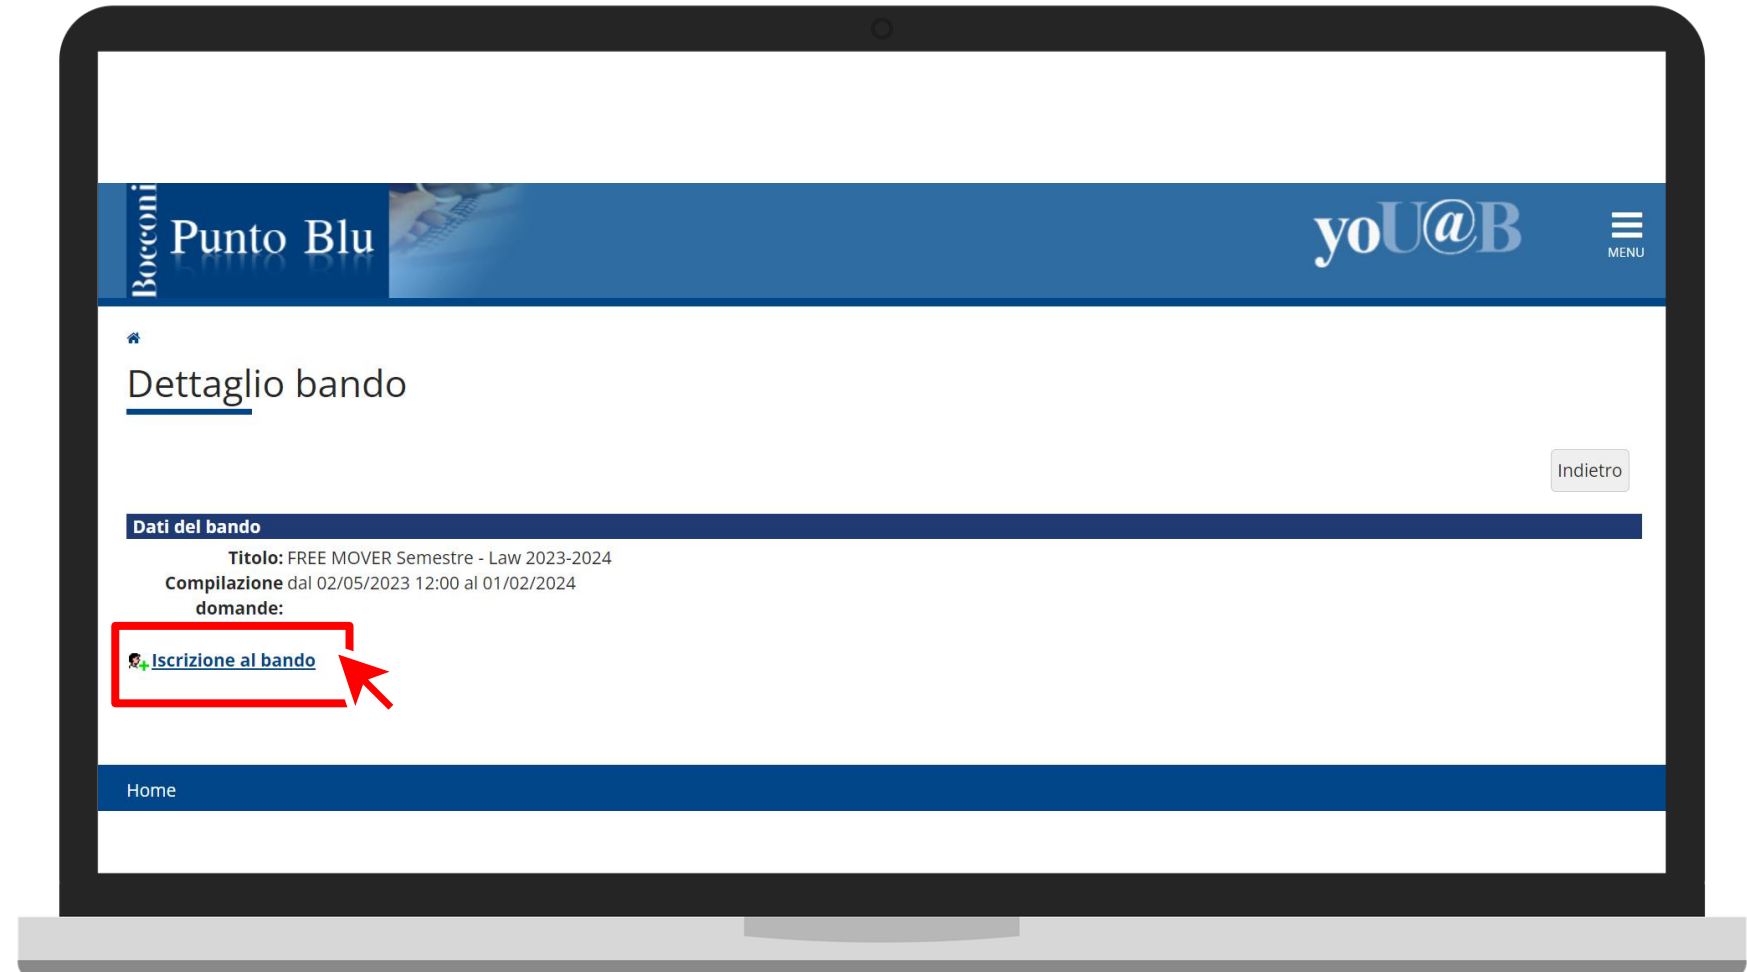 Bocconi
Punto Blu
yoU@B
MENU
Dettaglio bando
Indietro
Dati del bando
Titolo: FREE MOVER Semestre - Law 2023-2024
Compilazione dal 02/05/2023 12:00 al 01/02/2024
domande:
Iscrizione al bando
Home